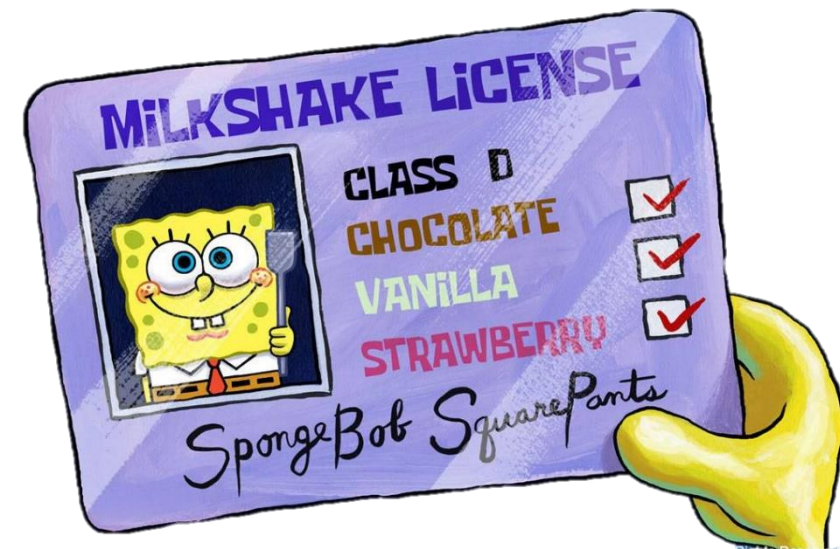 MiLKSHAKE LiCENSE
CLASS D
CHOCOLATE
VANiLLA
STRAWBERRY
SpongeBob SquarePants